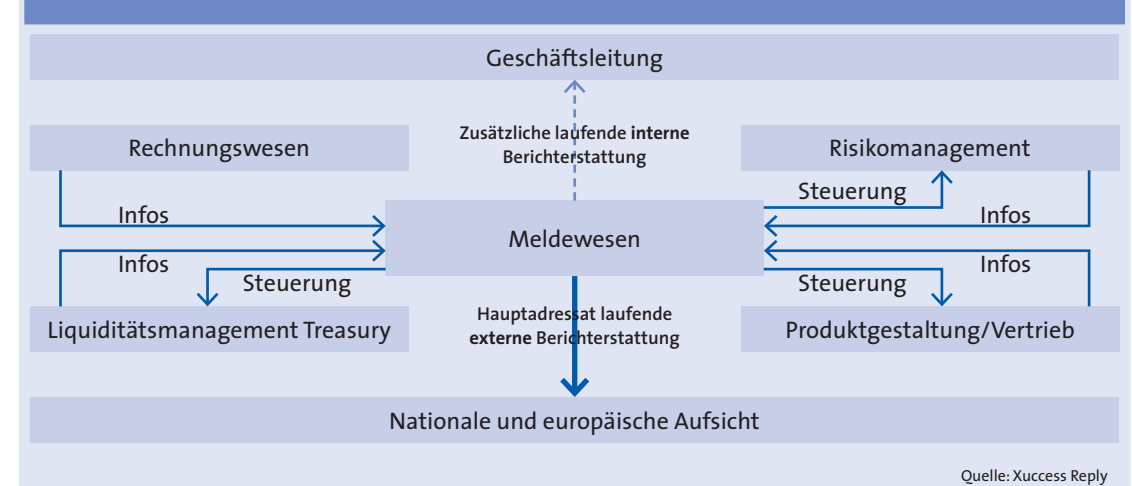 Geschäftsleitung
Zusätzliche laufende interne
Berichterstattung
Rechnungswesen
Risikomanagement
Steuerung
Infos
Infos
Meldewesen
Infos
Infos
Steuerung
Steuerung
Hauptadressat laufende
externe Berichterstattung
Liquiditätsmanagement Treasury
Produktgestaltung/Vertrieb
Nationale und europäische Aufsicht
Quelle: Xuccess Reply